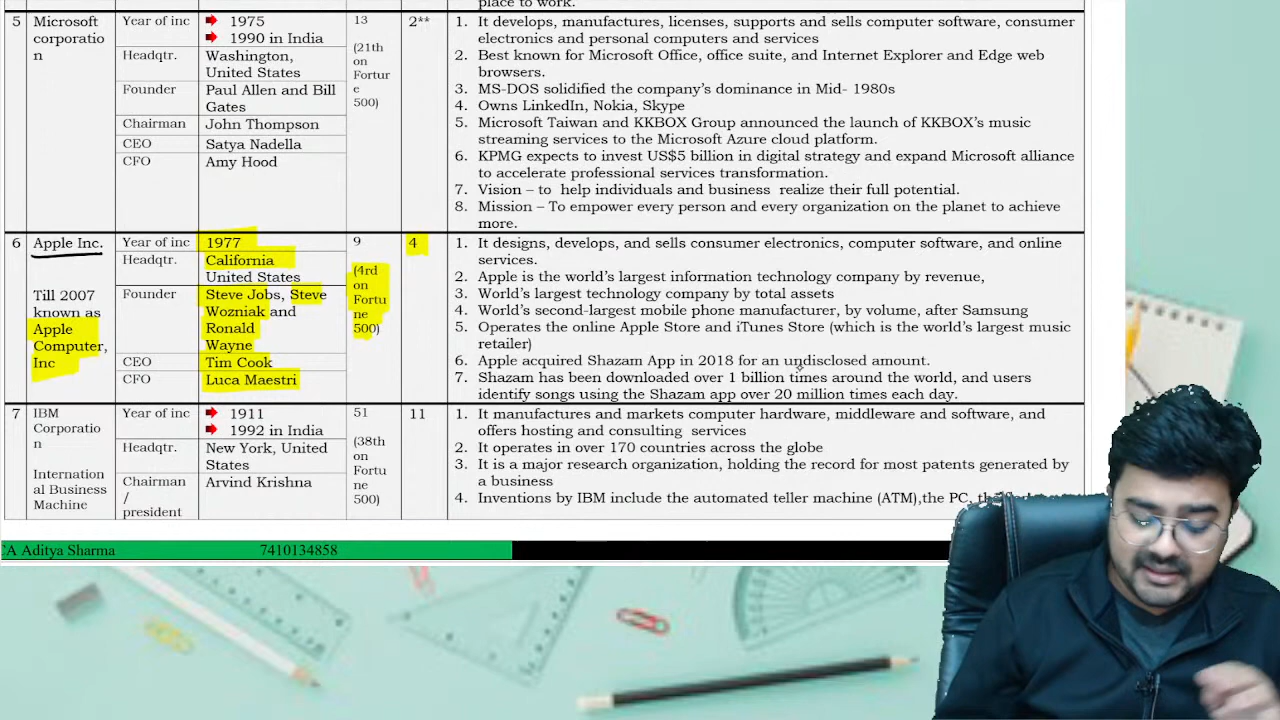 place to work.
5 Microsoft corporatio n
Year of inc 1975
1990 in India
Headqtr. Washington, United States
Founder Paul Allen and Bill Gates
Chairman John Thompson
CEO Satya Nadella
CFO Amy Hood
13
(21th
on
Fortur
e
500)
2**
1. It develops, manufactures, licenses, supports and sells computer software, consumer
electronics and personal computers and services
2. Best known for Microsoft Office, office suite, and Internet Explorer and Edge web
browsers.
3. MS-DOS solidified the company's dominance in Mid- 1980s
4. Owns LinkedIn, Nokia, Skype
5. Microsoft Taiwan and KKBOX Group announced the launch of KKBOX's music
streaming services to the Microsoft Azure cloud platform.
6. KPMG expects to invest US$5 billion in digital strategy and expand Microsoft alliance
to accelerate professional services transformation.
7. Vision – to help individuals and business realize their full potential.
8. Mission – To empower every person and every organization on the planet to achieve
more.
6 Apple Inc.
Till 2007
known as
Apple
Computer,
Inc
Year of inc 1977
Headqtr. California
United States
Founder Steve Jobs, Steve
Wozniak and
Ronald
Wayne
CEO Tim Cook
CFO Luca Maestri
9
(4rd
on
Fortu
ne
500)
4
1. It designs, develops, and sells consumer electronics, computer software, and online
services.
2. Apple is the world's largest information technology company by revenue,
3. World's largest technology company by total assets
4. World's second-largest mobile phone manufacturer, by volume, after Samsung
5. Operates the online Apple Store and iTunes Store (which is the world's largest music
retailer)
6. Apple acquired Shazam App in 2018 for an undisclosed amount.
7. Shazam has been downloaded over 1 billion times around the world, and users
identify songs using the Shazam app over 20 million times each day.
7 IBM
Corporatio
n
Internation
al Business
Machine
Year of inc 1911
1992 in India
Headqtr. New York, United
States
Chairman Arvind Krishna
/
president
51
(38th
on
Fortu
ne
500)
11
1. It manufactures and markets computer hardware, middleware and software, and
offers hosting and consulting services
2. It operates in over 170 countries across the globe
3. It is a major research organization, holding the record for most patents generated by
a business
4. Inventions by IBM include the automated teller machine (ATM),the PC,
CA Aditya Sharma 7410134858